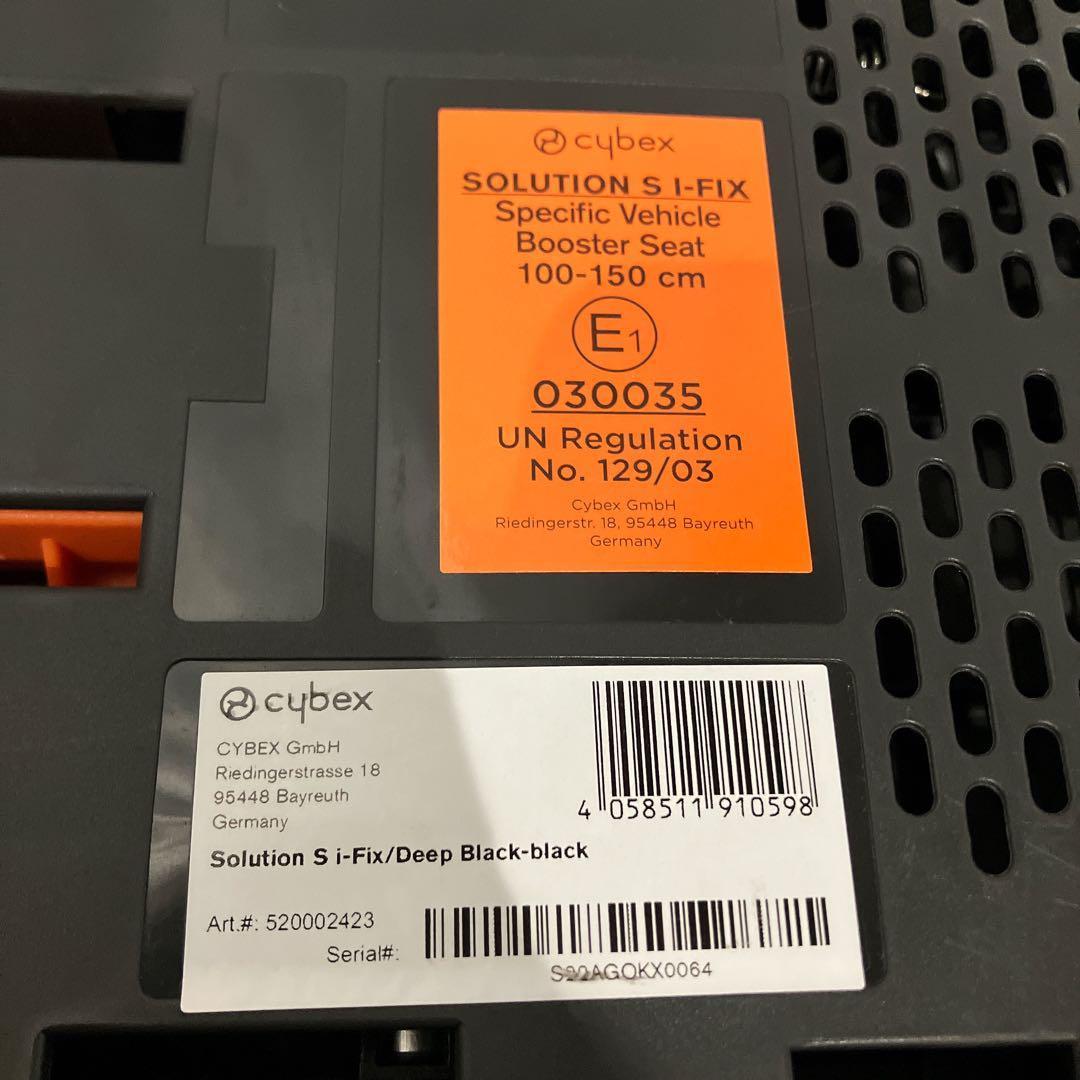 cybex
SOLUTION S I-FIX
Specific Vehicle
Booster Seat
100-150 cm
E1
030035
UN Regulation
No. 129/03
Cybex GmbH
Riedingerstr. 18, 95448 Bayreuth
Germany
cybex
CYBEX GmbH
Riedingerstrasse 18
95448 Bayreuth
Germany
4 058511 910598
Solution S i-Fix/Deep Black-black
Art.#: 520002423
Serial#:
S22AGOKX0064